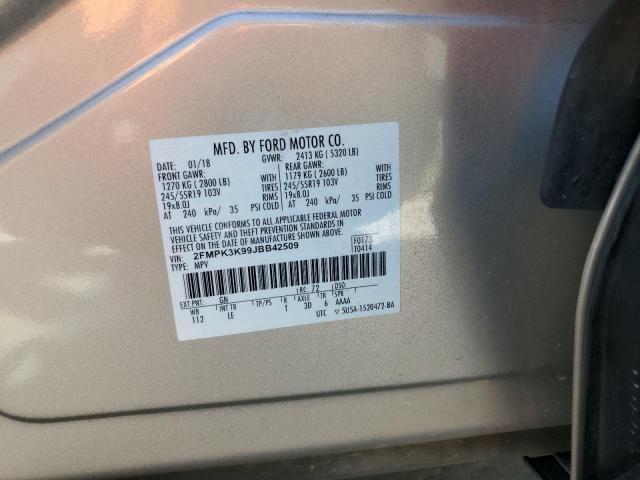 MFD. BY FORD MOTOR CO.
01/18 GVWR: 2413 KG ( 5320 LB)
FRONT GAWR: REAR GAWR:
1270 KG ( 2800 LB) WITH 1179 KG ( 2600 LB) WITH
245/55R19 103V TIRES 245/55R19 103V TIRES
19x8.0J RIMS 19x8.0J RIMS
AT 240 kPa/ 35 PSI COLD AT 240 kPa/ 35 PSI COLD
THIS VEHICLE CONFORMS TO ALL APPLICABLE FEDERAL MOTOR
VEHICLE SAFETY AND THEFT PREVENTION STANDARDS IN EFFECT
ON THE DATE OF MANUFACTURE SHOWN ABOVE.
VIN: 2FMPK3K99JBB42509 F0173
TYPE: MPV T0414
EXT PNT: GN RC: 72 DSO:
WB INT TR TP/PS R AXLE TR SPR
112 LE 1 3D 6 AAAA
UTC ▽ 5U5A-1520472-BA